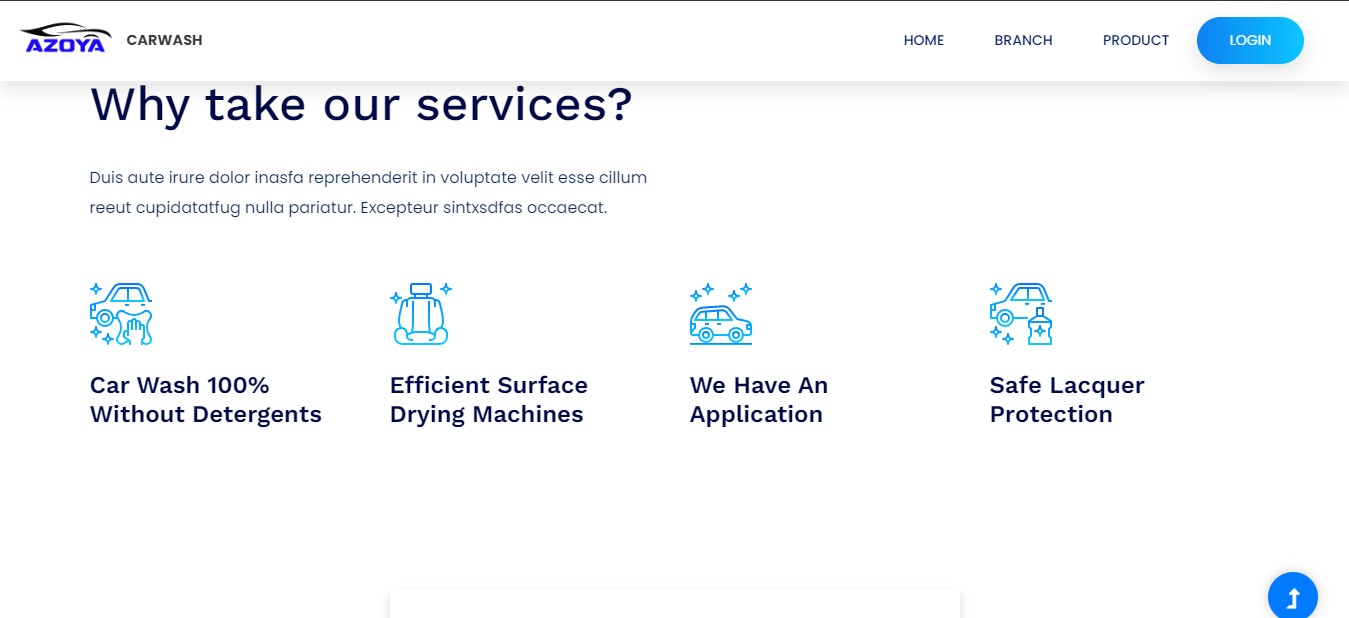 AZOYA CARWASH HOME BRANCH PRODUCT LOGIN
Why take our services?
Duis aute irure dolor inasfa reprehenderit in voluptate velit esse cillum
reeut cupidatatfug nulla pariatur. Excepteur sintxsdfas occaecat.
Car Wash 100%
Without Detergents
Efficient Surface
Drying Machines
We Have An
Application
Safe Lacquer
Protection